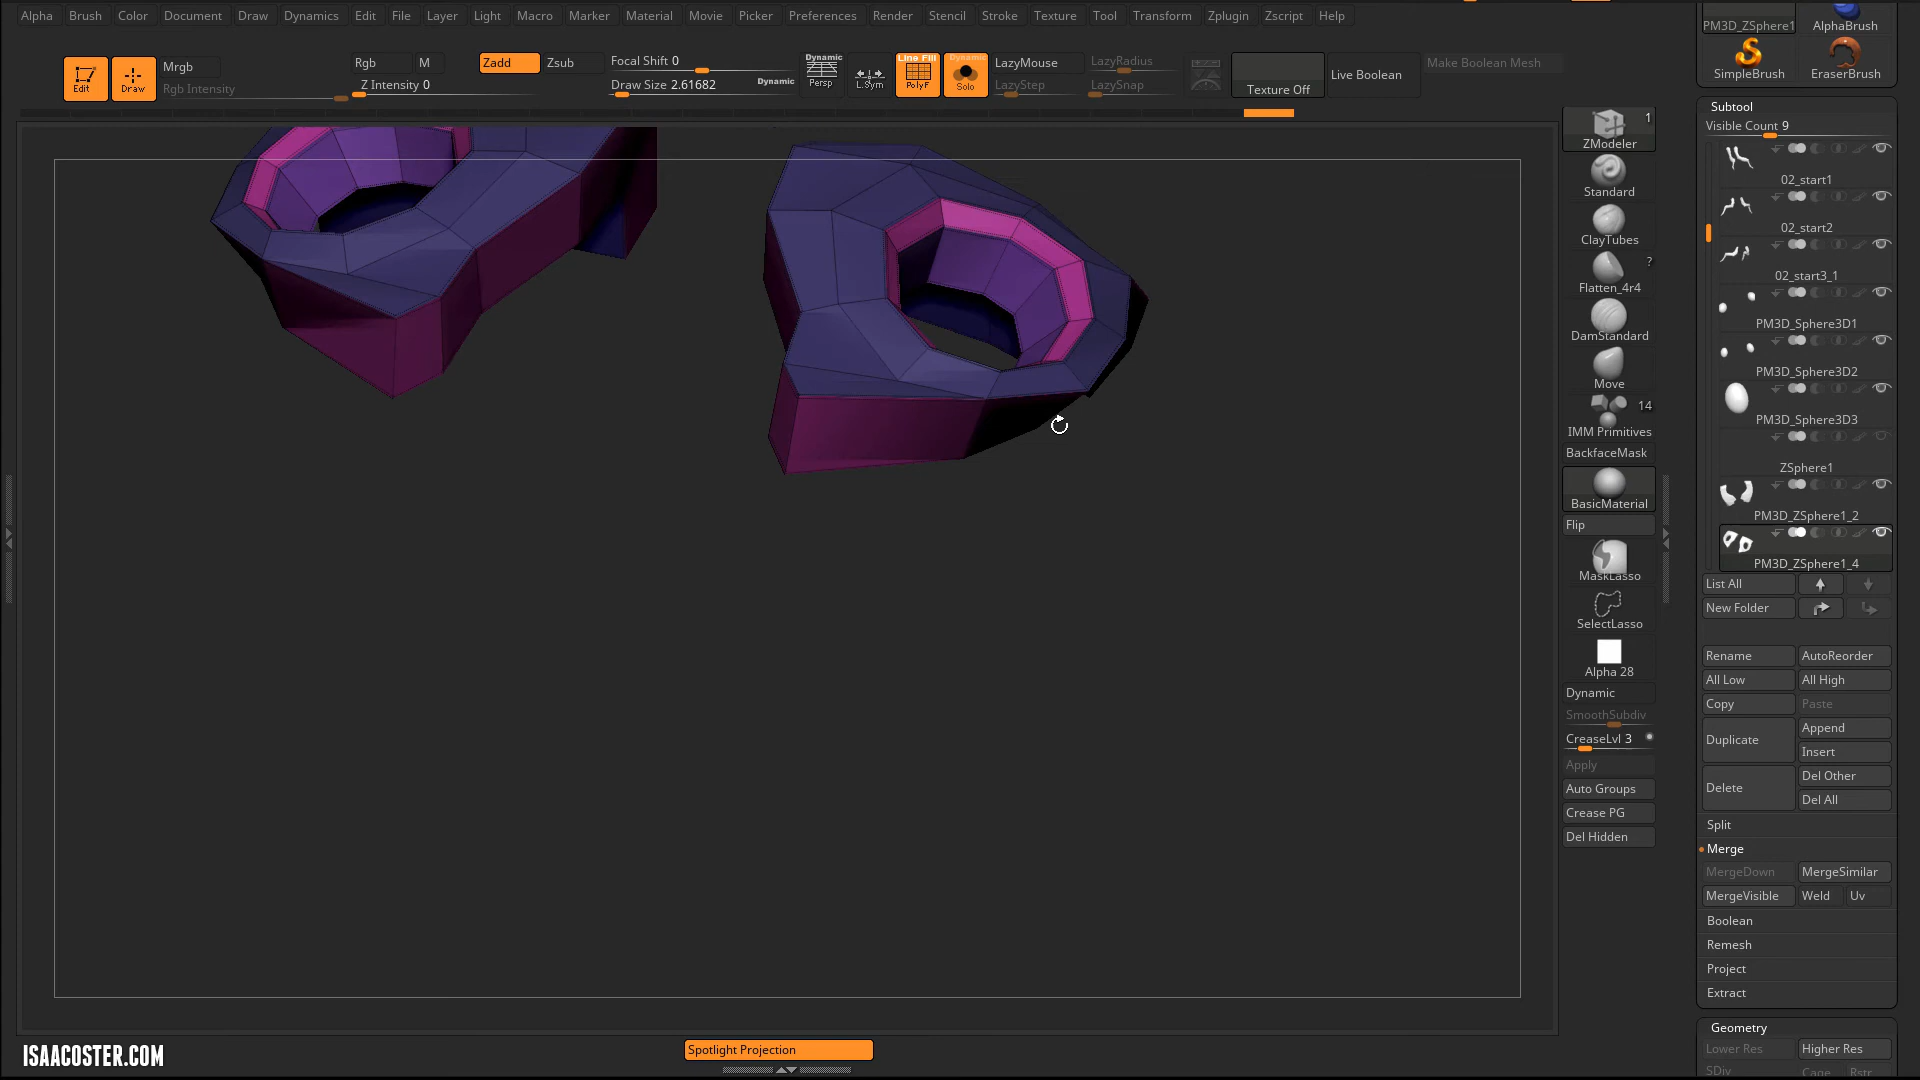 Alpha Brush Color Document Draw Dynamics Edit File Layer Light Macro Marker Material Movie Picker Preferences Render Stencil Stroke Texture Tool Transform Zplugin Zscript Help
PM3D_ZSphere1 AlphaBrush
SimpleBrush EraserBrush
Edit Draw
Mrgb
Rgb Intensity
Rgb M
Z Intensity 0
Zadd Zsub
Focal Shift 0
Draw Size 2.61682
Dynamic
Dynamic
Persp
L.Sym
Line Fill
PolyF
Dynamic
Solo
LazyMouse LazyRadius
LazyStep LazySnap
Texture Off
Live Boolean
Make Boolean Mesh
1
ZModeler
Standard
ClayTubes
?
Flatten_4r4
DamStandard
Move
14
IMM Primitives
BackfaceMask
BasicMaterial
Flip
MaskLasso
SelectLasso
Alpha 28
Dynamic
SmoothSubdiv
CreaseLvl 3
Apply
Auto Groups
Crease PG
Del Hidden
Subtool
Visible Count 9
02_start1
02_start2
02_start3_1
PM3D_Sphere3D1
PM3D_Sphere3D2
PM3D_Sphere3D3
ZSphere1
PM3D_ZSphere1_2
PM3D_ZSphere1_4
List All
New Folder
Rename AutoReorder
All Low All High
Copy Paste
Duplicate Append
Insert
Delete Del Other
Del All
Split
Merge
MergeDown MergeSimilar
MergeVisible Weld Uv
Boolean
Remesh
Project
Extract
Geometry
Lower Res Higher Res
SDiv Cage Rstr
ISAACOSTER.COM
Spotlight Projection